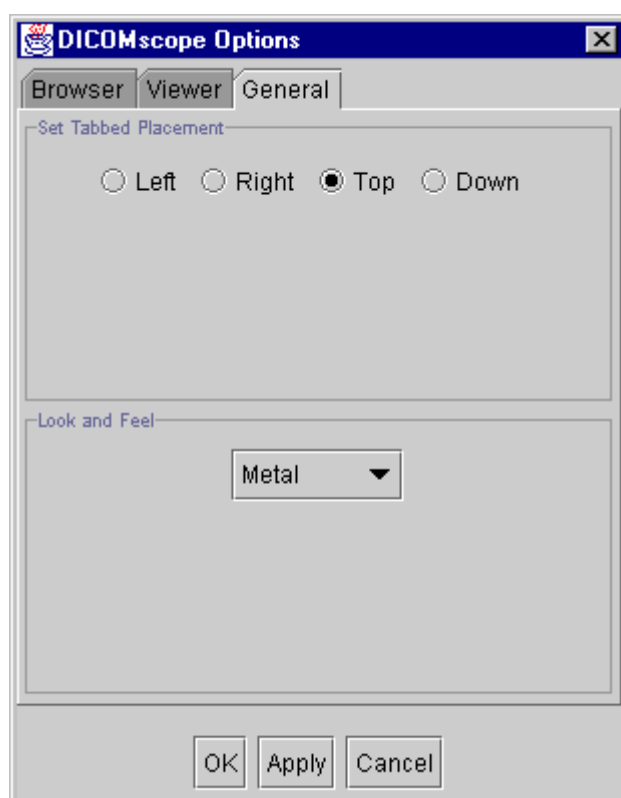 DICOMscope Options
Browser Viewer General
Set Tabbed Placement
Left Right Top Down
Look and Feel
Metal
OK Apply Cancel